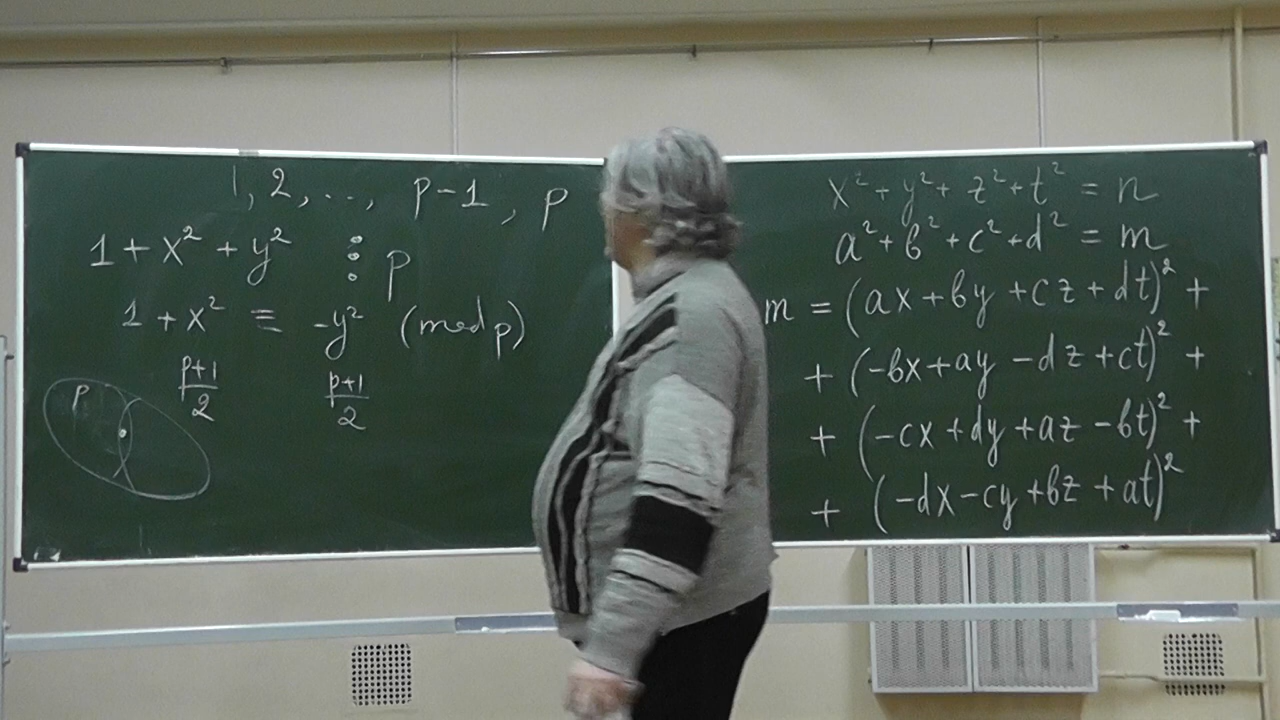 1, 2, ..., p-1, p
1 + x² + y² ⋮ p
1 + x² ≡ -y² (mod p)
p+1/2 p+1/2
p
x² + y² + z² + t² = n
a² + b² + c² + d² = m
m = (ax + by + cz + dt)² +
+ (-bx + ay - dz + ct)² +
+ (-cx + dy + az - bt)² +
+ (-dx - cy + bz + at)²